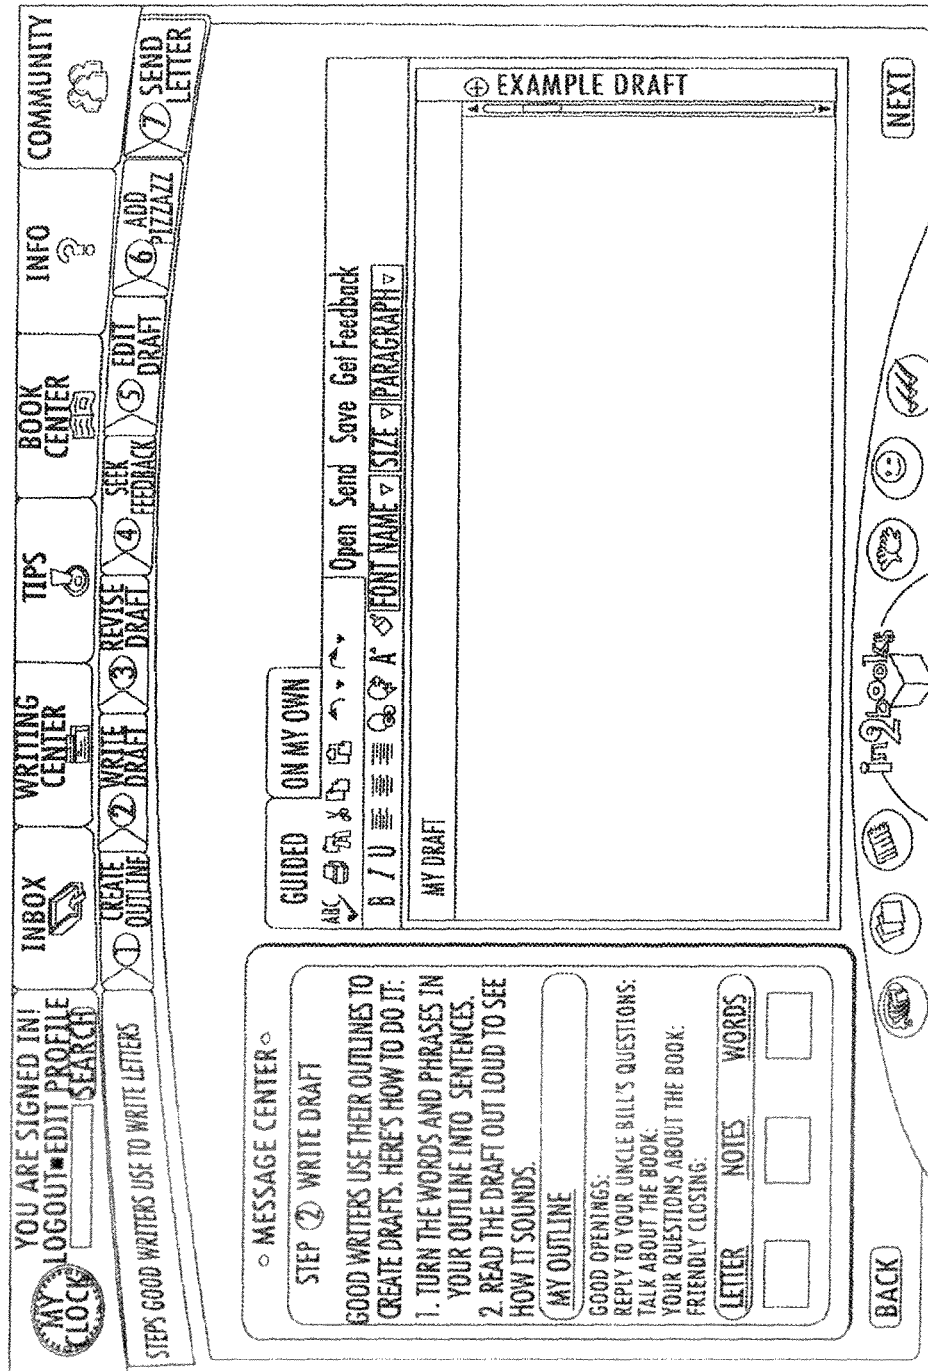 MY
CLOCK
YOU ARE SIGNED IN!
LOGOUT▪EDIT PROFILE
SEARCH
INBOX
WRITING
CENTER
TIPS
BOOK
CENTER
INFO
COMMUNITY
STEPS GOOD WRITERS USE TO WRITE LETTERS
1 CREATE
OUTLINE
2 WRITE
DRAFT
3 REVISE
DRAFT
4 SEEK
FEEDBACK
5 EDIT
DRAFT
6 ADD
PIZZAZZ
7 SEND
LETTER
MESSAGE CENTER
STEP 2 WRITE DRAFT
GOOD WRITERS USE THEIR OUTLINES TO
CREATE DRAFTS. HERE'S HOW TO DO IT:
1. TURN THE WORDS AND PHRASES IN
YOUR OUTLINE INTO SENTENCES.
2. READ THE DRAFT OUT LOUD TO SEE
HOW IT SOUNDS.
MY OUTLINE
GOOD OPENINGS:
REPLY TO YOUR UNCLE BILL'S QUESTIONS:
TALK ABOUT THE BOOK:
YOUR QUESTIONS ABOUT THE BOOK:
FRIENDLY CLOSING:
LETTER NOTES WORDS
GUIDED
ON MY OWN
ABC
Open Send Save Get Feedback
B I U A FONT NAME SIZE PARAGRAPH
MY DRAFT
EXAMPLE DRAFT
BACK
in2books
NEXT